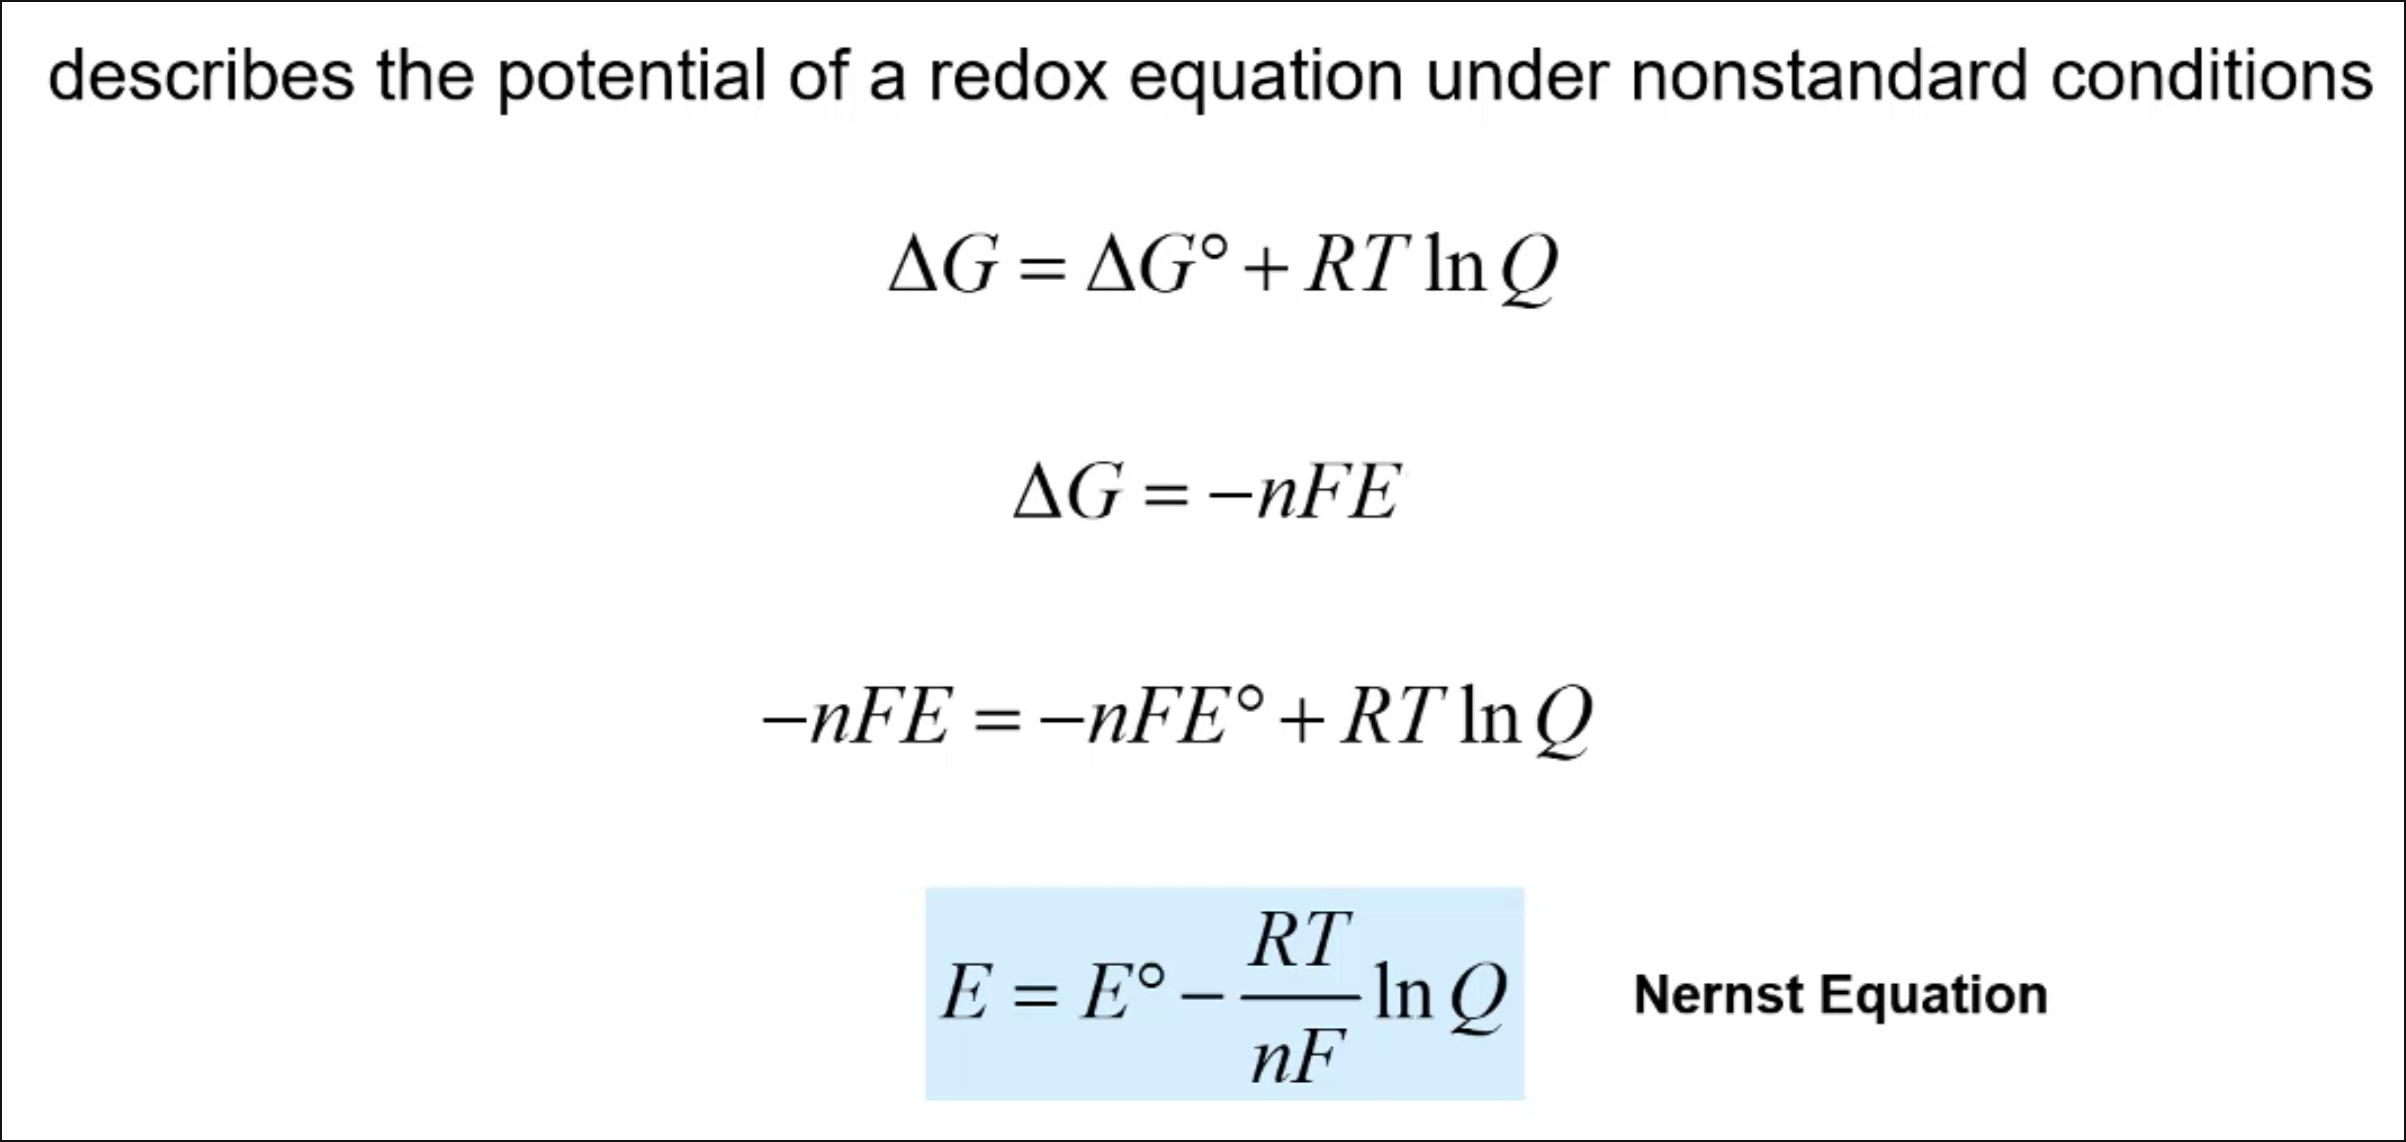 describes the potential of a redox equation under nonstandard conditions
ΔG = ΔG° + RT ln Q
ΔG = −nFE
−nFE = −nFE° + RT ln Q
E = E° − RT/nF ln Q Nernst Equation